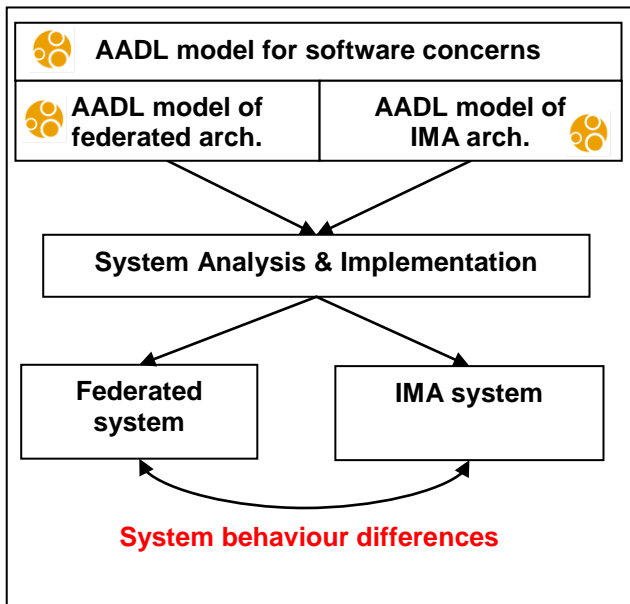 AADL model for software concerns
AADL model of
federated arch.
AADL model of
IMA arch.
System Analysis & Implementation
Federated
system
IMA system
System behaviour differences